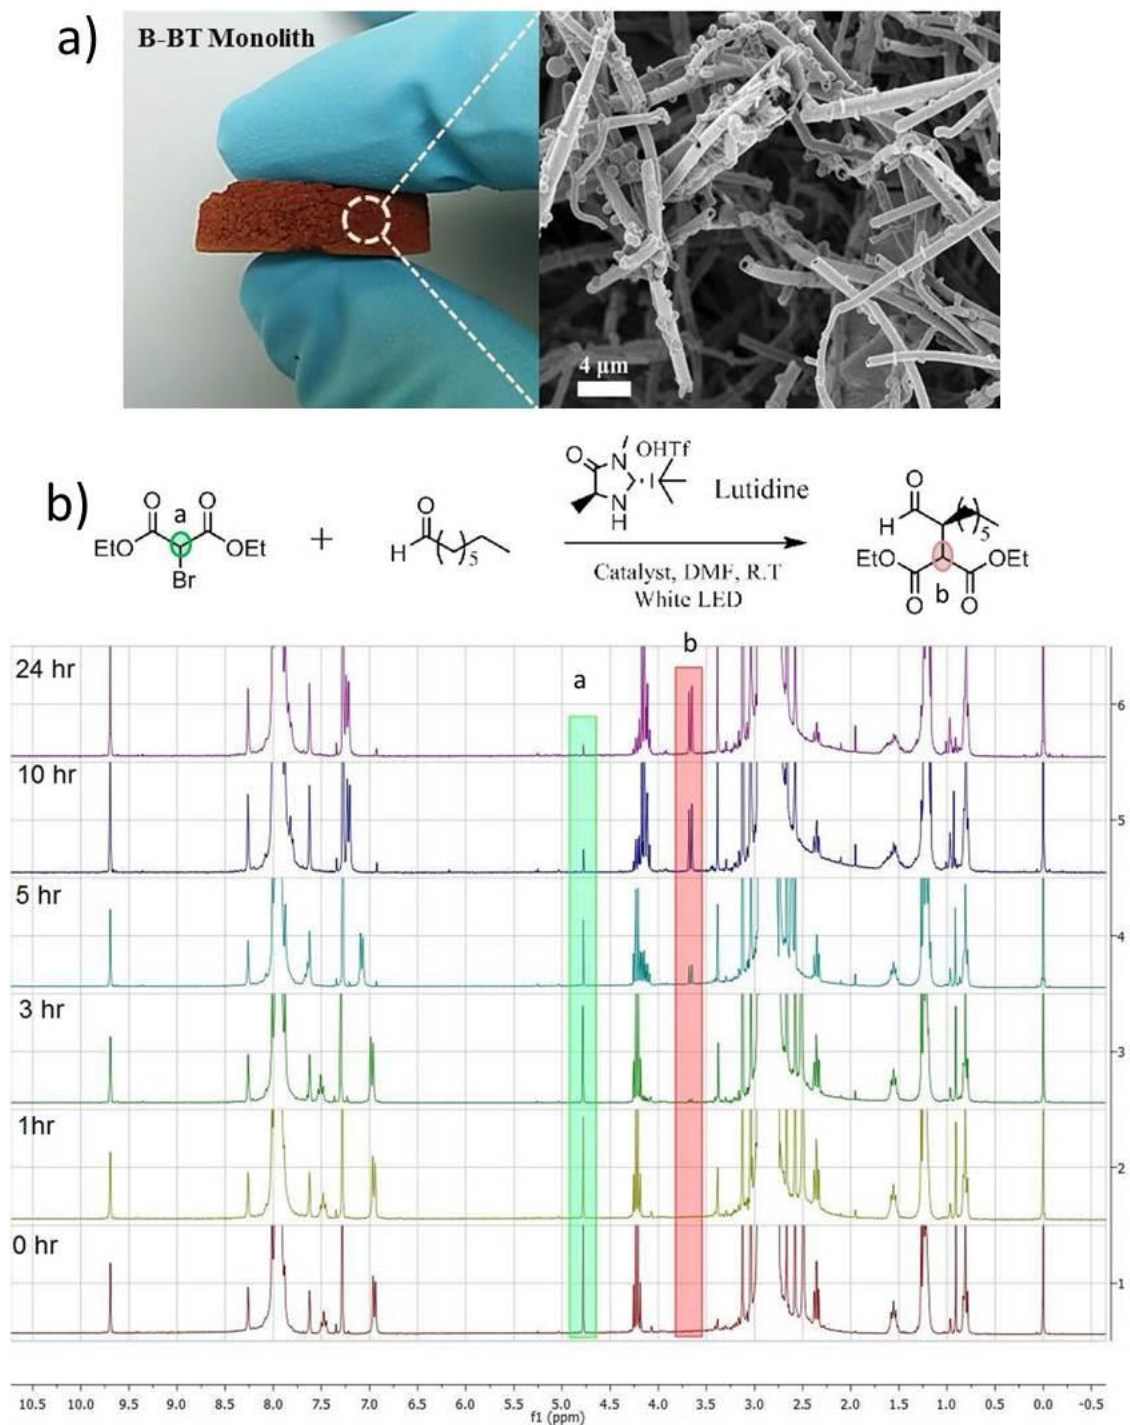 a)
B-BT Monolith
4 µm
b)
O O
a
EtO OEt
Br
+
O
H
5
O N OHTf
N
H
Lutidine
Catalyst, DMF, R.T
White LED
O
H
5
EtO OEt
O b O
24 hr
a
b
6
10 hr
5
5 hr
4
3 hr
3
1hr
2
0 hr
1
10.5 10.0 9.5 9.0 8.5 8.0 7.5 7.0 6.5 6.0 5.5 5.0 4.5 4.0 3.5 3.0 2.5 2.0 1.5 1.0 0.5 0.0 -0.5
f1 (ppm)